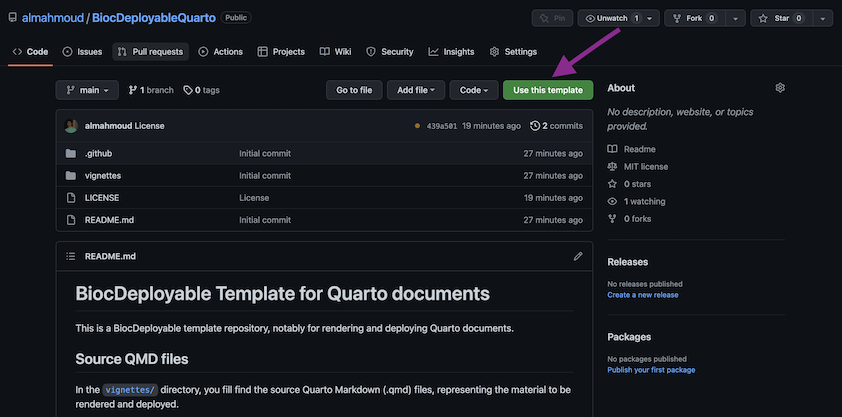 almahmoud / BiocDeployableQuarto Public
Pin Unwatch 1 Fork 0 Star 0
Code Issues Pull requests Actions Projects Wiki Security Insights Settings
main 1 branch 0 tags Go to file Add file Code Use this template
almahmoud License 439a501 19 minutes ago 2 commits
.github Initial commit 27 minutes ago
vignettes Initial commit 27 minutes ago
LICENSE License 19 minutes ago
README.md Initial commit 27 minutes ago
README.md
BiocDeployable Template for Quarto documents
This is a BiocDeployable template repository, notably for rendering and deploying Quarto documents.
Source QMD files
In the vignettes/ directory, you fill find the source Quarto Markdown (.qmd) files, representing the material to be
rendered and deployed.
About
No description, website, or topics
provided.
Readme
MIT license
0 stars
1 watching
0 forks
Releases
No releases published
Create a new release
Packages
No packages published
Publish your first package